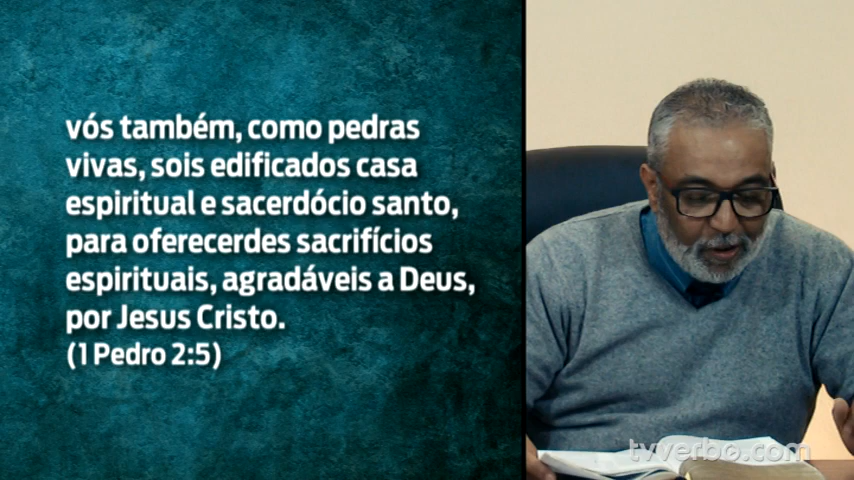 vós também, como pedras
vivas, sois edificados casa
espiritual e sacerdócio santo,
para oferecerdes sacrifícios
espirituais, agradáveis a Deus,
por Jesus Cristo.
(1 Pedro 2:5)
tvverbo.com